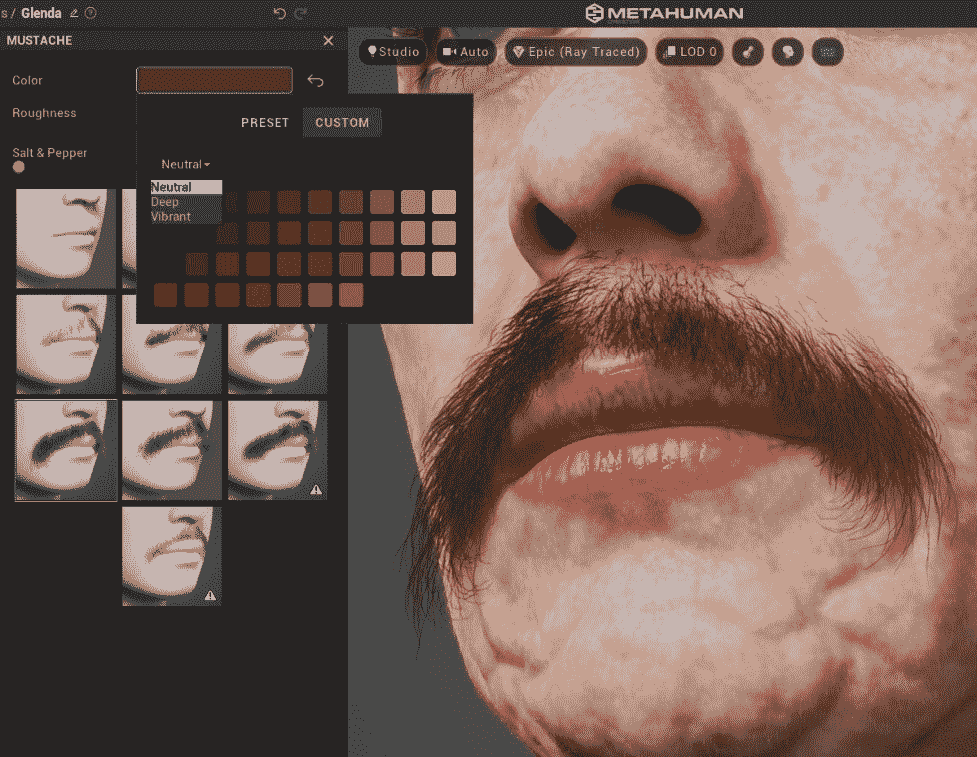 s/ Glenda
METAHUMAN
MUSTACHE
Studio
Auto
Epic (Ray Traced)
LOD 0
Color
PRESET
CUSTOM
Roughness
Salt & Pepper
Neutral
Neutral
Deep
Vibrant